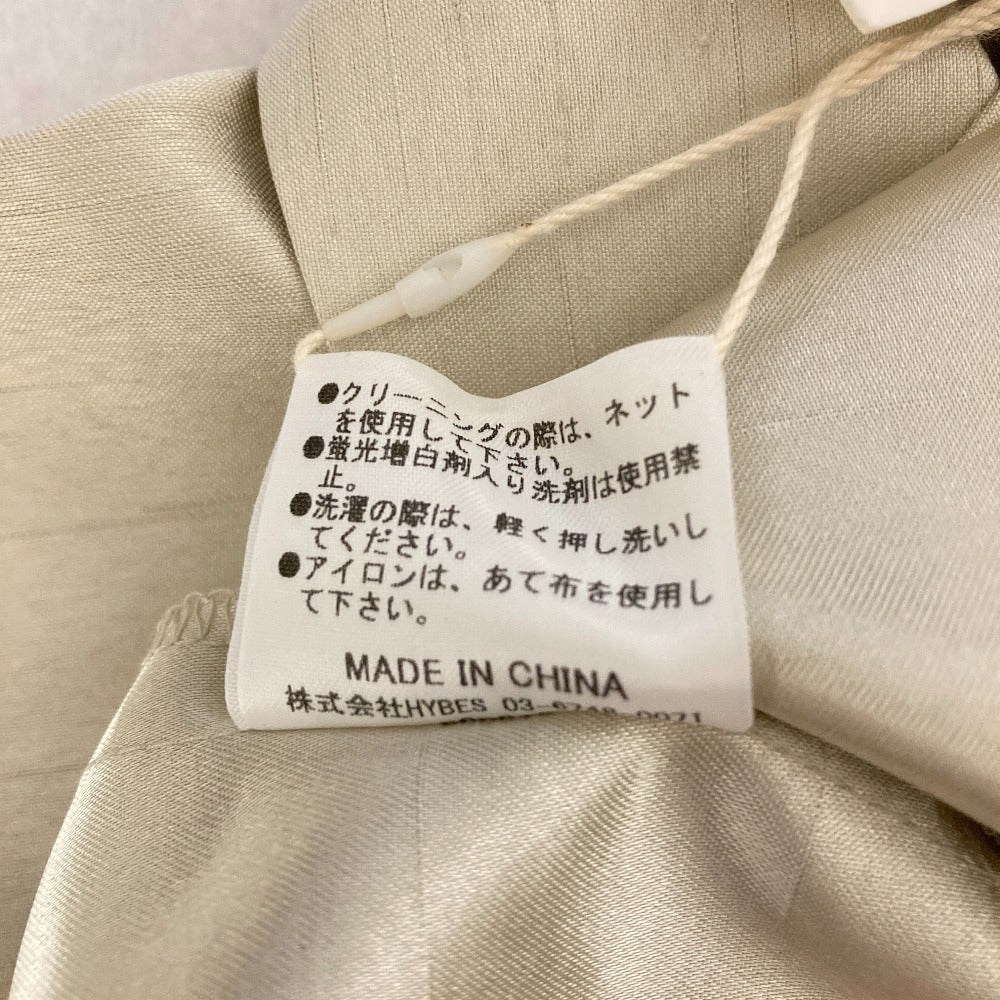 ●クリーニングの際は、ネット
を使用して下さい。
●蛍光増白剤入り洗剤は使用禁
止。
●洗濯の際は、軽く押し洗いし
てください。
●アイロンは、あて布を使用し
て下さい。
MADE IN CHINA
株式会社HYBES 03-6748-0071